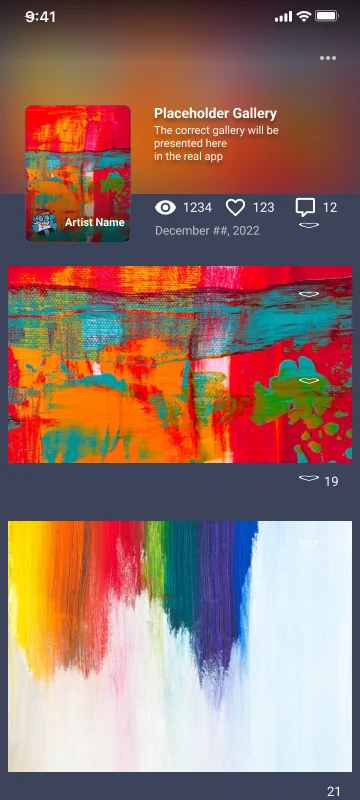 9:41
Placeholder Gallery
The correct gallery will be
presented here
in the real app
Artist Name
1234 123 12
December ##, 2022
19
21